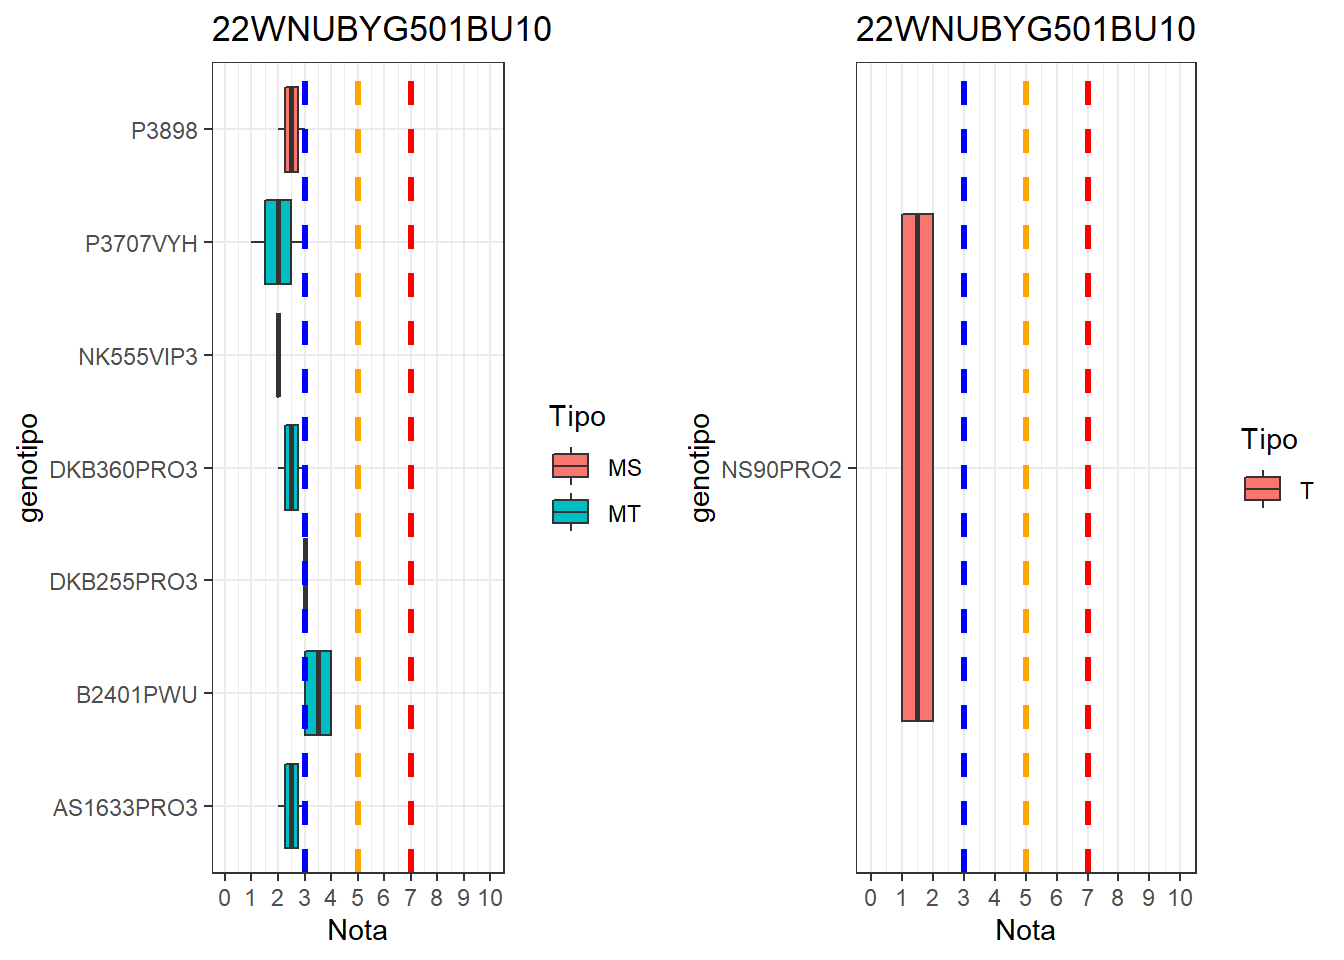 22WNUBYG501BU10
P3898
P3707VYH
NK555VIP3
DKB360PRO3
DKB255PRO3
B2401PWU
AS1633PRO3
genotipo
0 1 2 3 4 5 6 7 8 9 10
Nota
Tipo
MS
MT
22WNUBYG501BU10
NS90PRO2
genotipo
0 1 2 3 4 5 6 7 8 9 10
Nota
Tipo
T